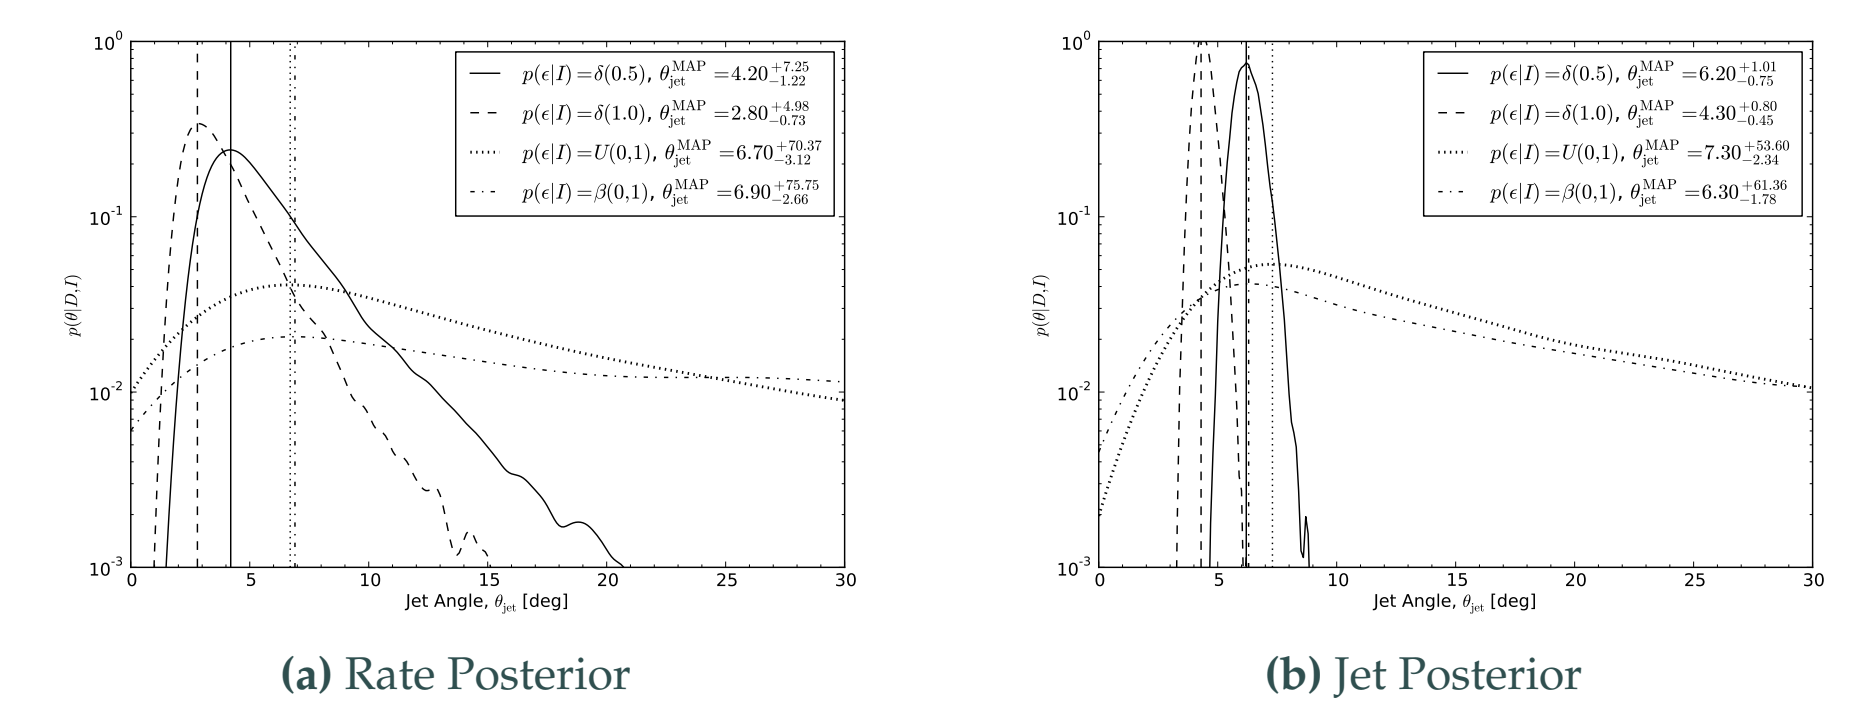 10^0
10^-1
10^-2
10^-3
p(θ|D,I)
p(ϵ|I)=δ(0.5), θ_jet^MAP=4.20^{+7.25}_{−1.22}
p(ϵ|I)=δ(1.0), θ_jet^MAP=2.80^{+4.98}_{−0.73}
p(ϵ|I)=U(0,1), θ_jet^MAP=6.70^{+70.37}_{−3.12}
p(ϵ|I)=β(0,1), θ_jet^MAP=6.90^{+75.75}_{−2.66}
0 5 10 15 20 25 30
Jet Angle, θ_jet [deg]
(a) Rate Posterior
10^0
10^-1
10^-2
10^-3
p(θ|D,I)
p(ϵ|I)=δ(0.5), θ_jet^MAP=6.20^{+1.01}_{−0.75}
p(ϵ|I)=δ(1.0), θ_jet^MAP=4.30^{+0.80}_{−0.45}
p(ϵ|I)=U(0,1), θ_jet^MAP=7.30^{+53.60}_{−2.34}
p(ϵ|I)=β(0,1), θ_jet^MAP=6.30^{+61.36}_{−1.78}
0 5 10 15 20 25 30
Jet Angle, θ_jet [deg]
(b) Jet Posterior